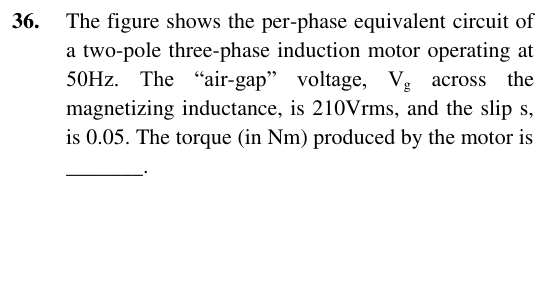 36. The figure shows the per-phase equivalent circuit of
a two-pole three-phase induction motor operating at
50Hz. The “air-gap” voltage, Vg across the
magnetizing inductance, is 210Vrms, and the slip s,
is 0.05. The torque (in Nm) produced by the motor is
_______.